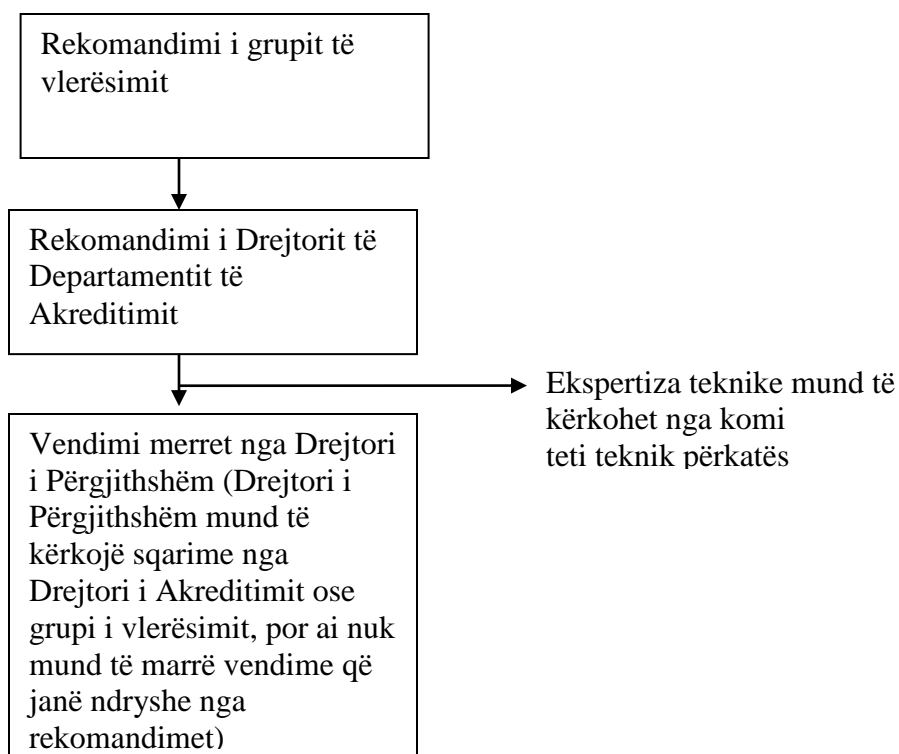 Rekomandimi i grupit të
vlerësimit
Rekomandimi i Drejtorit të
Departamentit të
Akreditimit
Ekspertiza teknike mund të
kërkohet nga komi
teti teknik përkatës
Vendimi merret nga Drejtori
i Përgjithshëm (Drejtori i
Përgjithshëm mund të
kërkojë sqarime nga
Drejtori i Akreditimit ose
grupi i vlerësimit, por ai nuk
mund të marrë vendime që
janë ndryshe nga
rekomandimet)